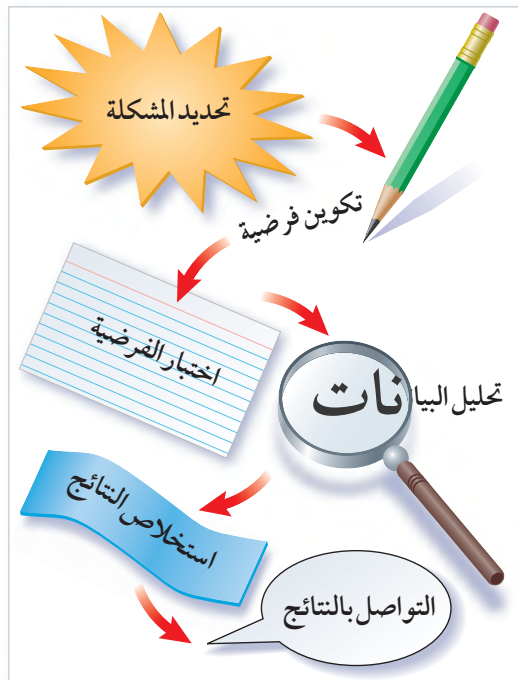 تحديد المشكلة
تكوين فرضية
اختبار الفرضية
تحليل البيانات
استخلاص النتائج
التواصل بالنتائج